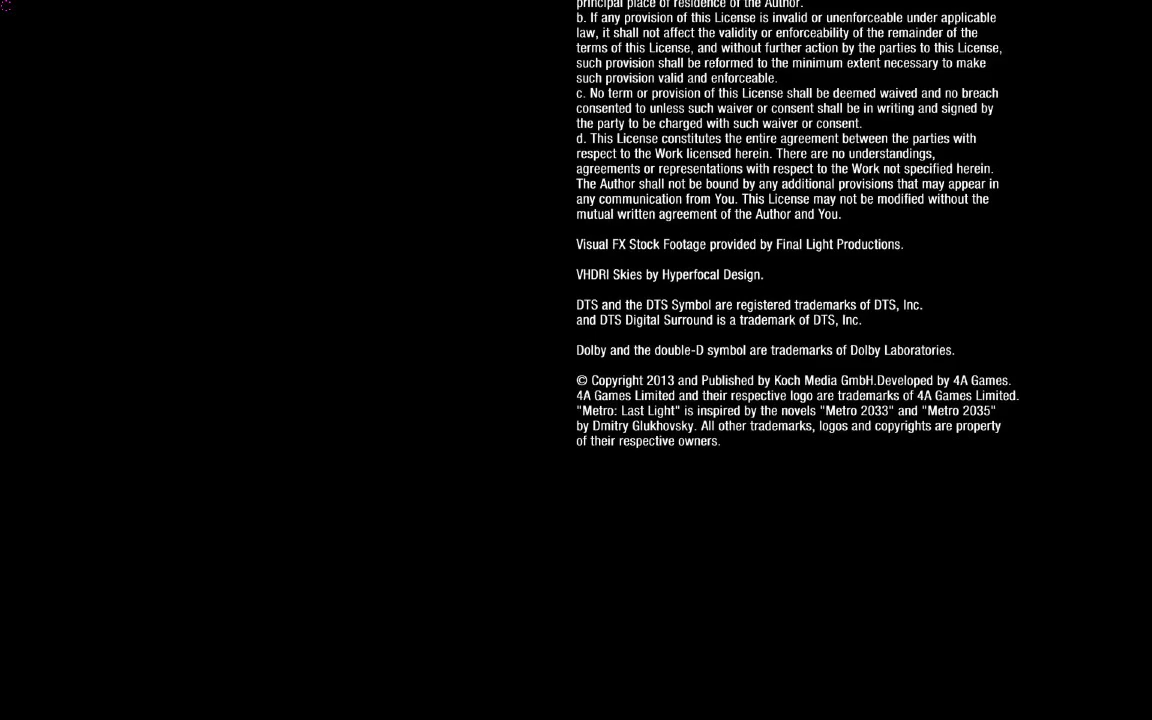 principal place of residence of the Author.
b. If any provision of this License is invalid or unenforceable under applicable
law, it shall not affect the validity or enforceability of the remainder of the
terms of this License, and without further action by the parties to this License,
such provision shall be reformed to the minimum extent necessary to make
such provision valid and enforceable.
c. No term or provision of this License shall be deemed waived and no breach
consented to unless such waiver or consent shall be in writing and signed by
the party to be charged with such waiver or consent.
d. This License constitutes the entire agreement between the parties with
respect to the Work licensed herein. There are no understandings,
agreements or representations with respect to the Work not specified herein.
The Author shall not be bound by any additional provisions that may appear in
any communication from You. This License may not be modified without the
mutual written agreement of the Author and You.
Visual FX Stock Footage provided by Final Light Productions.
VHDRI Skies by Hyperfocal Design.
DTS and the DTS Symbol are registered trademarks of DTS, Inc.
and DTS Digital Surround is a trademark of DTS, Inc.
Dolby and the double-D symbol are trademarks of Dolby Laboratories.
© Copyright 2013 and Published by Koch Media GmbH.Developed by 4A Games.
4A Games Limited and their respective logo are trademarks of 4A Games Limited.
"Metro: Last Light" is inspired by the novels "Metro 2033" and "Metro 2035"
by Dmitry Glukhovsky. All other trademarks, logos and copyrights are property
of their respective owners.